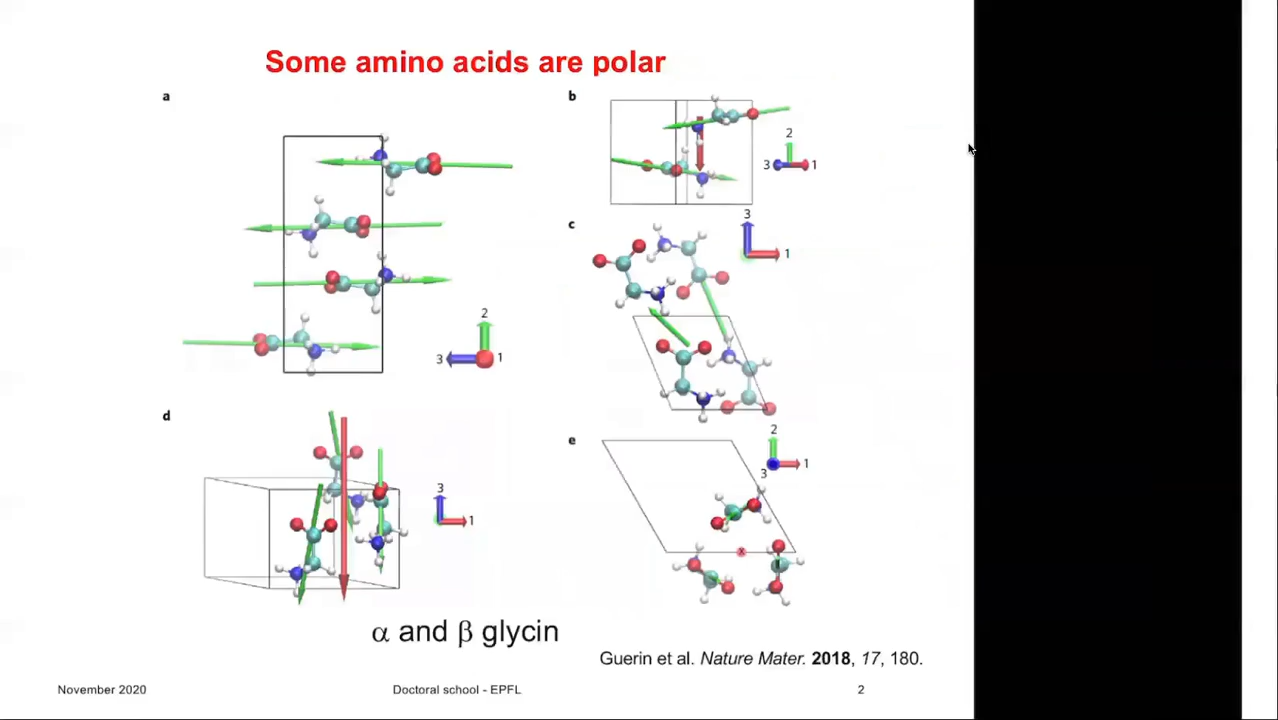 Some amino acids are polar
a
b
2
3
1
c
3
1
2
3
1
d
3
1
e
2
1
3
x
α and β glycin
Guerin et al. Nature Mater. 2018, 17, 180.
November 2020
Doctoral school - EPFL
2